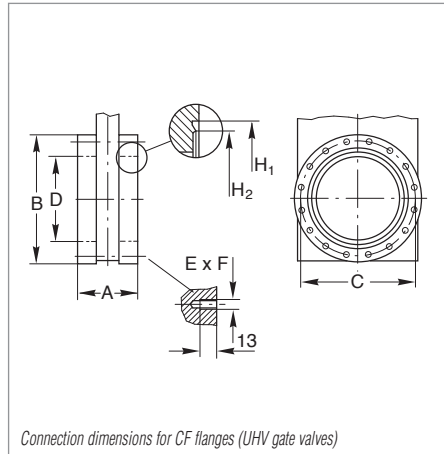 H1
H2
B
D
E x F
A
13
C
Connection dimensions for CF flanges (UHV gate valves)